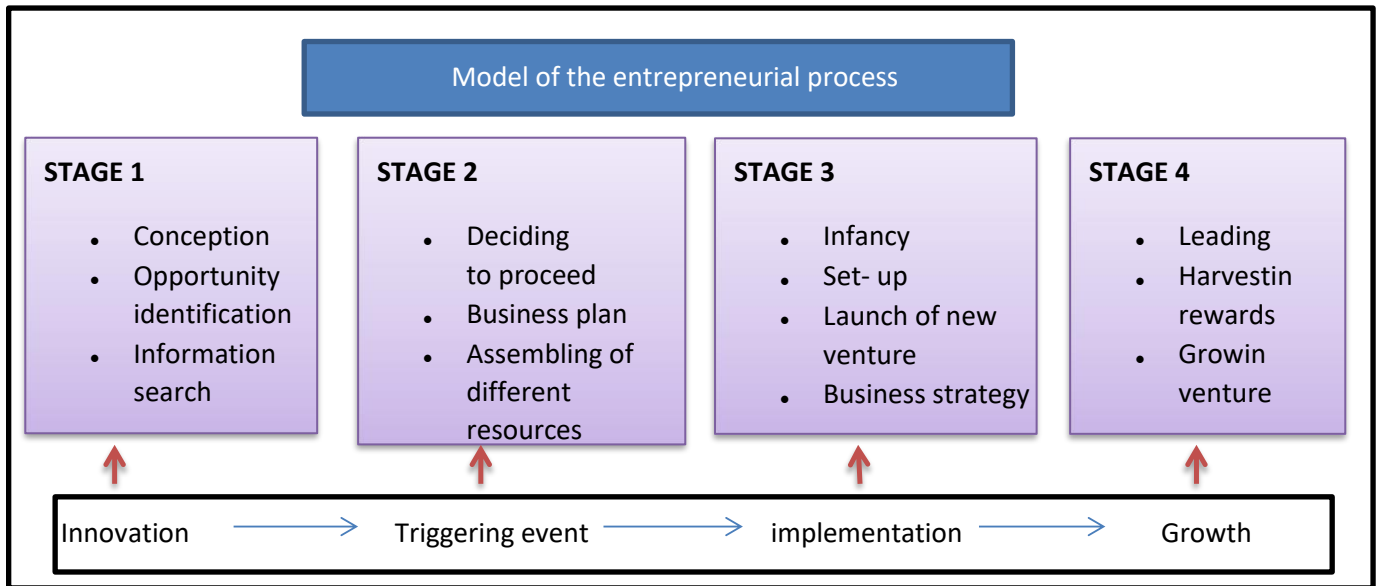 Model of the entrepreneurial process
STAGE 1
• Conception
• Opportunity
identification
• Information
search
STAGE 2
• Deciding
to proceed
• Business plan
• Assembling of
different
resources
STAGE 3
• Infancy
• Set- up
• Launch of new
venture
• Business strategy
STAGE 4
• Leading
• Harvestin
rewards
• Growin
venture
Innovation
Triggering event
implementation
Growth